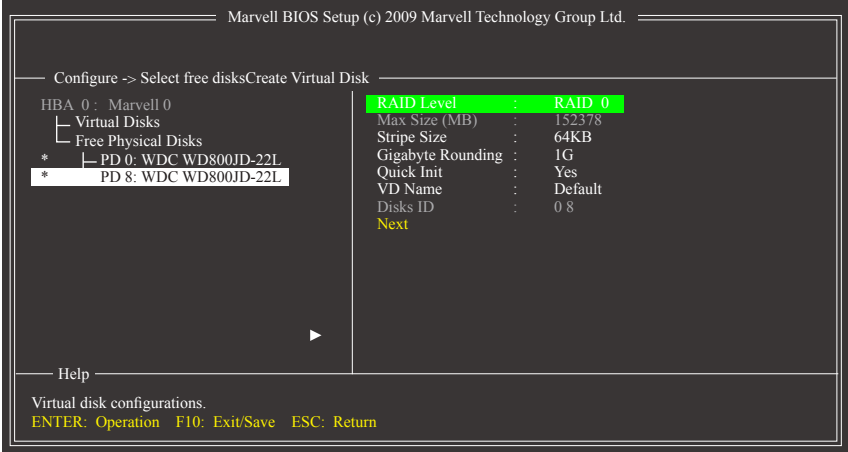 Marvell BIOS Setup (c) 2009 Marvell Technology Group Ltd.
Configure -> Select free disksCreate Virtual Disk
HBA 0 : Marvell 0
Virtual Disks
Free Physical Disks
* PD 0: WDC WD800JD-22L
* PD 8: WDC WD800JD-22L
RAID Level : RAID 0
Max Size (MB) : 152378
Stripe Size : 64KB
Gigabyte Rounding : 1G
Quick Init : Yes
VD Name : Default
Disks ID : 0 8
Next
Help
Virtual disk configurations.
ENTER: Operation F10: Exit/Save ESC: Return